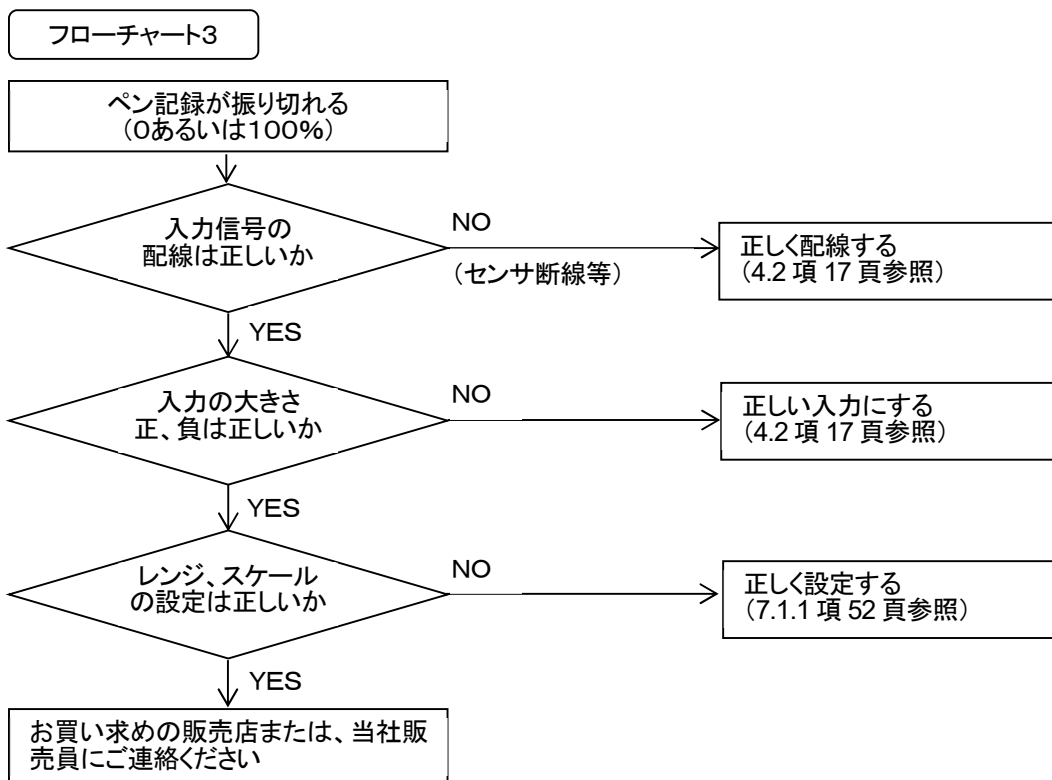 フローチャート3
ペン記録が振り切れる
(0あるいは100%)
入力信号の
配線は正しいか
NO
(センサ断線等)
正しく配線する
(4.2 項 17 頁参照)
YES
入力の大きさ
正、負は正しいか
NO
正しい入力にする
(4.2 項 17 頁参照)
YES
レンジ、スケール
の設定は正しいか
NO
正しく設定する
(7.1.1 項 52 頁参照)
YES
お買い求めの販売店または、当社販
売員にご連絡ください